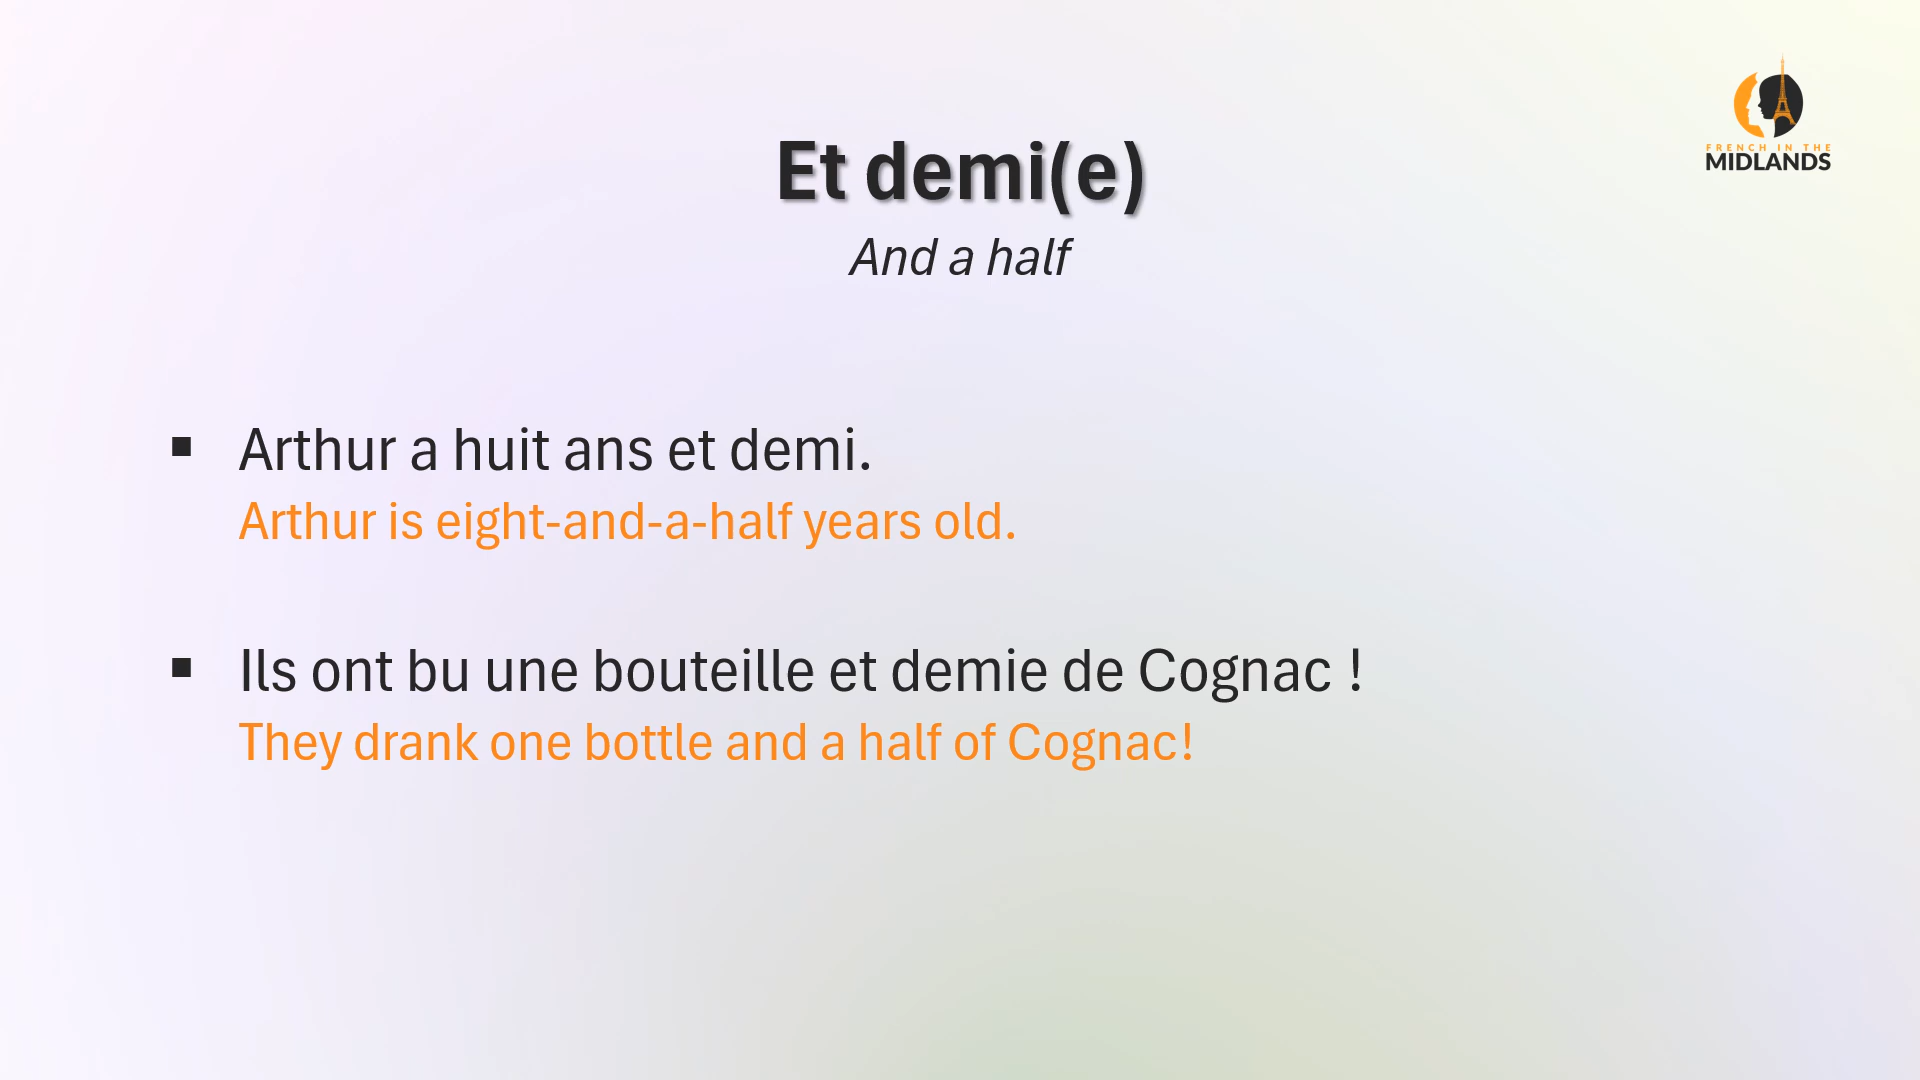 FRENCH IN THE
MIDLANDS
Et demi(e)
And a half
Arthur a huit ans et demi.
Arthur is eight-and-a-half years old.
Ils ont bu une bouteille et demie de Cognac !
They drank one bottle and a half of Cognac!